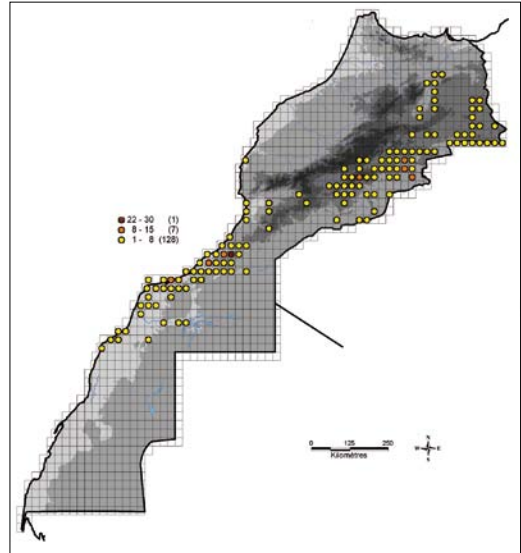 22 - 30 (1)
8 - 15 (7)
1 - 8 (128)
0 125 250
Kilomètres
N
W E
S